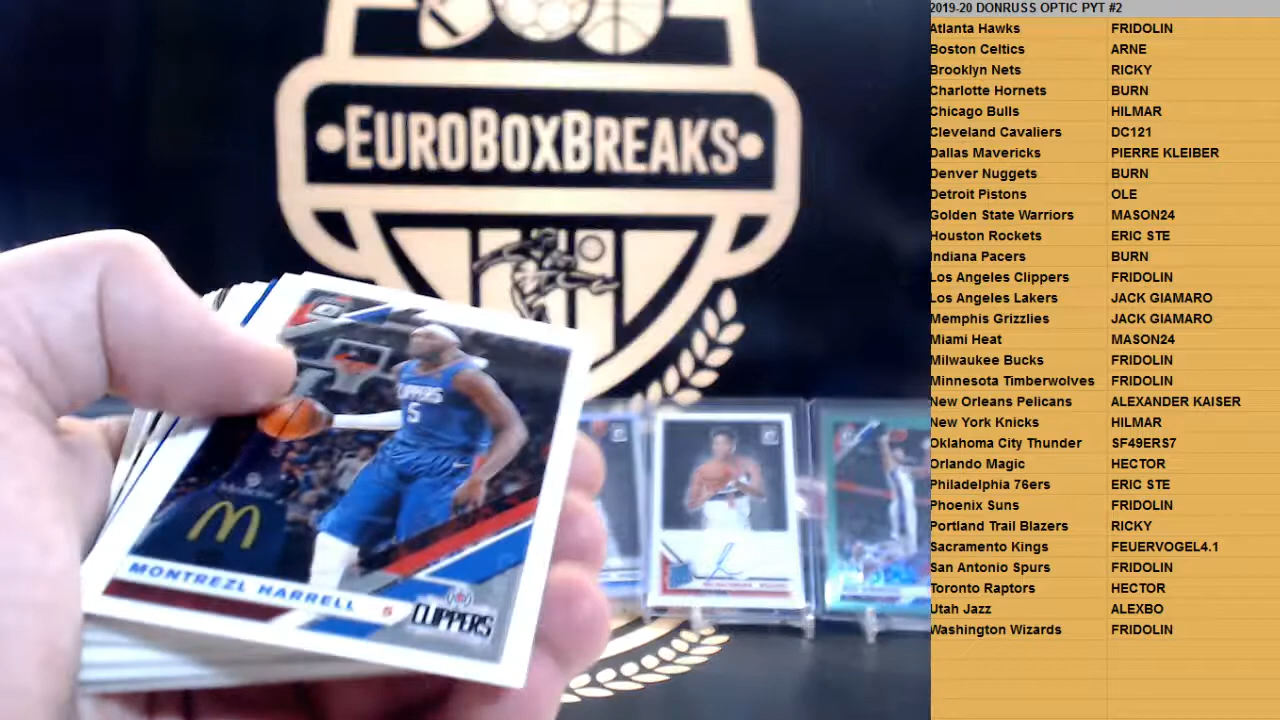 EUROBOXBREAKS
CLIPPERS
5
MONTREZL HARRELL 5
CLIPPERS
2019-20 DONRUSS OPTIC PYT #2
Atlanta Hawks FRIDOLIN
Boston Celtics ARNE
Brooklyn Nets RICKY
Charlotte Hornets BURN
Chicago Bulls HILMAR
Cleveland Cavaliers DC121
Dallas Mavericks PIERRE KLEIBER
Denver Nuggets BURN
Detroit Pistons OLE
Golden State Warriors MASON24
Houston Rockets ERIC STE
Indiana Pacers BURN
Los Angeles Clippers FRIDOLIN
Los Angeles Lakers JACK GIAMARO
Memphis Grizzlies JACK GIAMARO
Miami Heat MASON24
Milwaukee Bucks FRIDOLIN
Minnesota Timberwolves FRIDOLIN
New Orleans Pelicans ALEXANDER KAISER
New York Knicks HILMAR
Oklahoma City Thunder SF49ERS7
Orlando Magic HECTOR
Philadelphia 76ers ERIC STE
Phoenix Suns FRIDOLIN
Portland Trail Blazers RICKY
Sacramento Kings FEUERVOGEL4.1
San Antonio Spurs FRIDOLIN
Toronto Raptors HECTOR
Utah Jazz ALEXBO
Washington Wizards FRIDOLIN